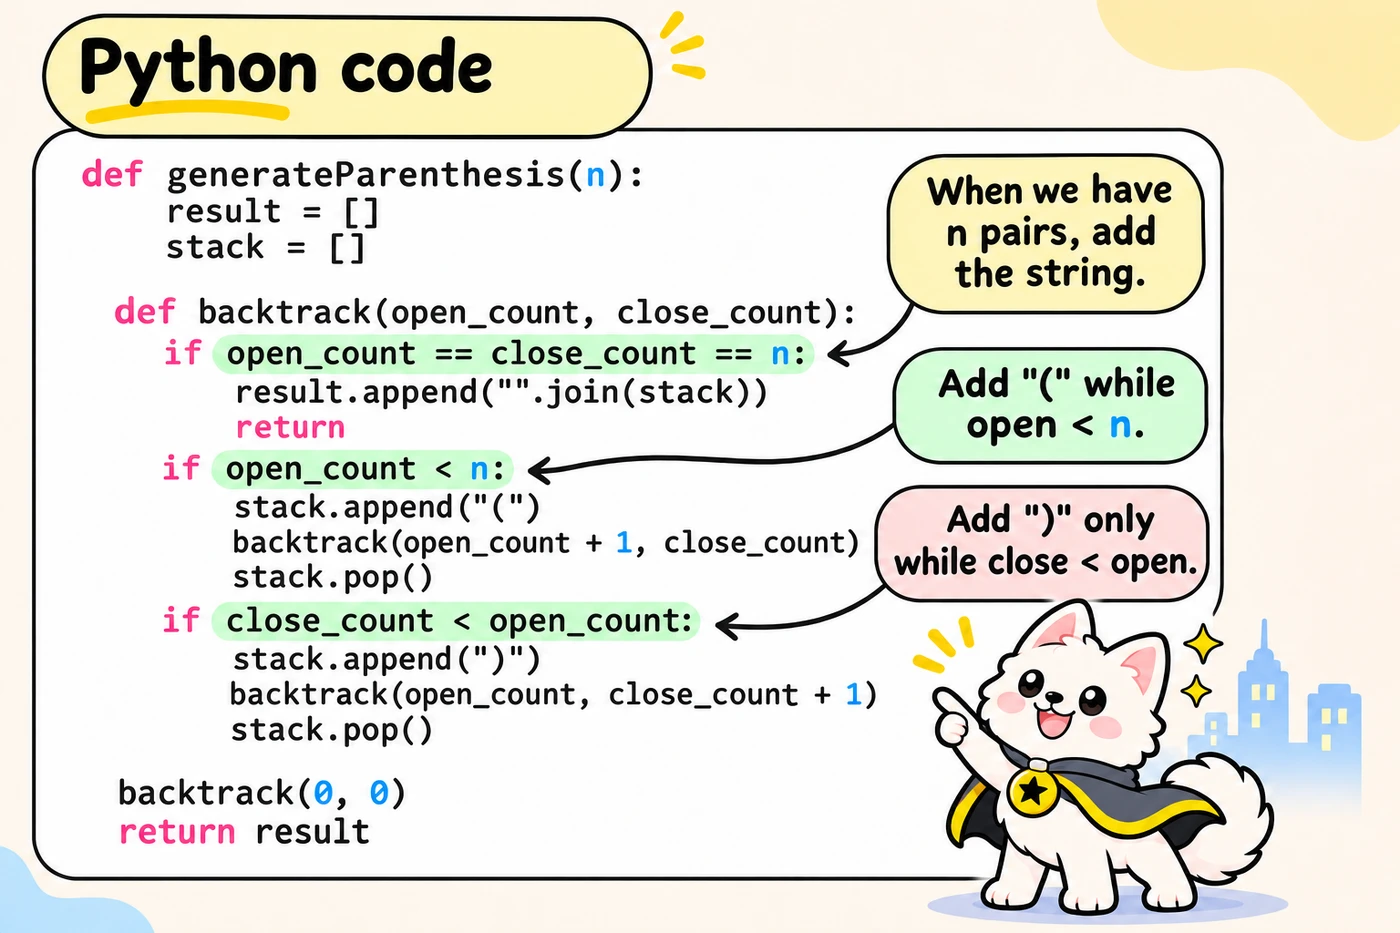 Python code
def generateParenthesis(n):
result = []
stack = []
def backtrack(open_count, close_count):
if open_count == close_count == n:
result.append("".join(stack))
return
if open_count < n:
stack.append("(")
backtrack(open_count + 1, close_count)
stack.pop()
if close_count < open_count:
stack.append(")")
backtrack(open_count, close_count + 1)
stack.pop()
backtrack(0, 0)
return result
When we have
n pairs, add
the string.
Add "(" while
open < n.
Add ")" only
while close < open.